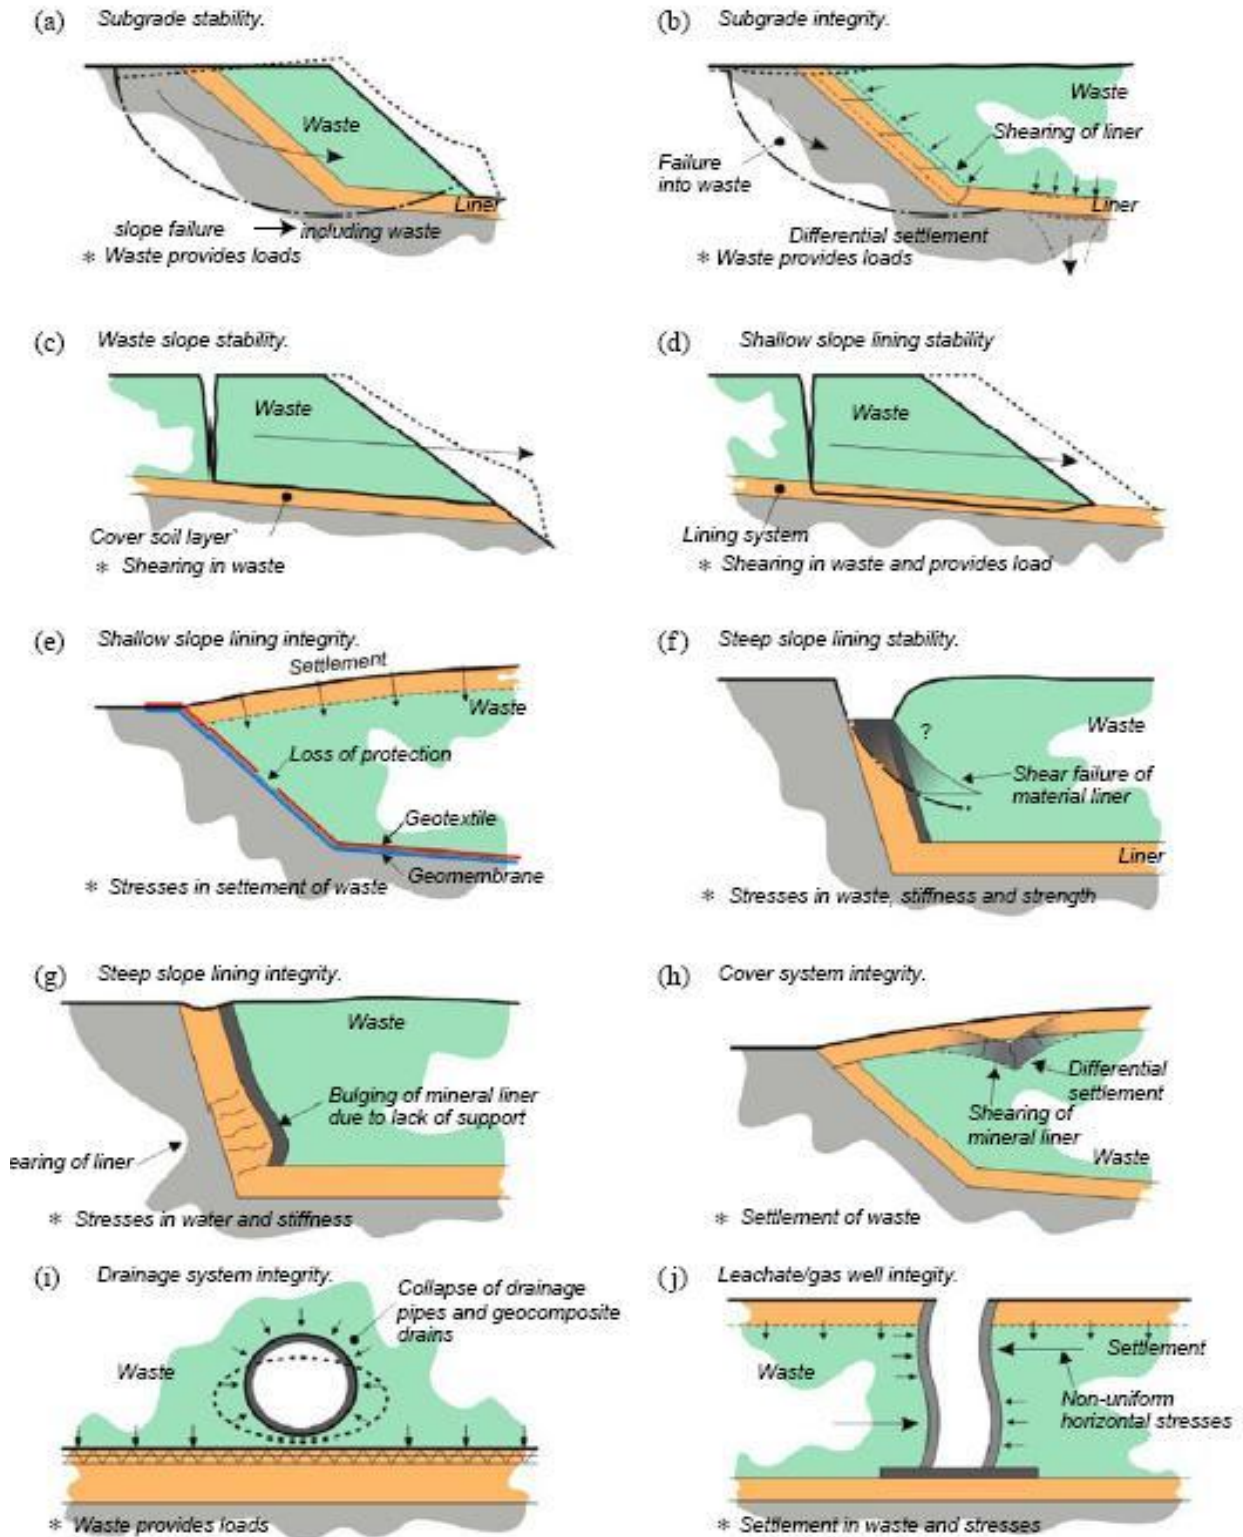 (a) Subgrade stability.
Waste
Liner
slope failure
including waste
* Waste provides loads
(b) Subgrade integrity.
Waste
Shearing of liner
Failure
into waste
Liner
Differential settlement
* Waste provides loads
(c) Waste slope stability.
Waste
Cover soil layer`
* Shearing in waste
(d) Shallow slope lining stability
Waste
Lining system
* Shearing in waste and provides load
(e) Shallow slope lining integrity.
Settlement
Waste
Loss of protection
Geotextile
Geomembrane
* Stresses in settement of waste
(f) Steep slope lining stability.
Waste
?
Shear failure of
material liner
Liner
* Stresses in waste, stiffness and strength
(g) Steep slope lining integrity.
Waste
Bulging of mineral liner
due to lack of support
earing of liner
* Stresses in water and stiffness
(h) Cover system integrity.
Differential
settlement
Shearing of
mineral liner
Waste
* Settlement of waste
(i) Drainage system integrity.
Collapse of drainage
pipes and geocomposite
drains
Waste
* Waste provides loads
(j) Leachate/gas well integity.
Settlement
Waste
Non-uniform
horizontal stresses
* Settlement in waste and stresses